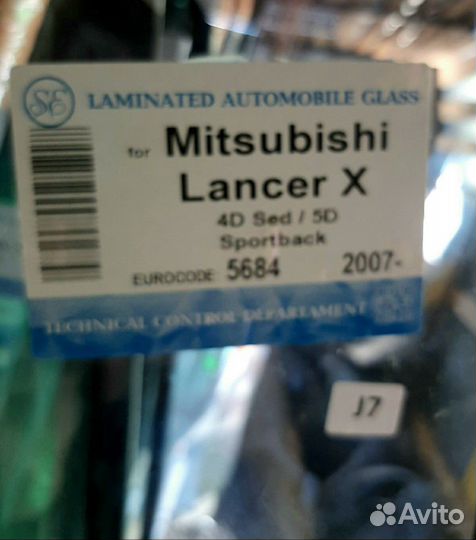 SE LAMINATED AUTOMOBILE GLASS
for Mitsubishi
Lancer X
4D Sed / 5D
Sportback
EUROCODE: 5684 2007-
TECHNICAL CONTROL DEPARTAMENT
J7
Avito